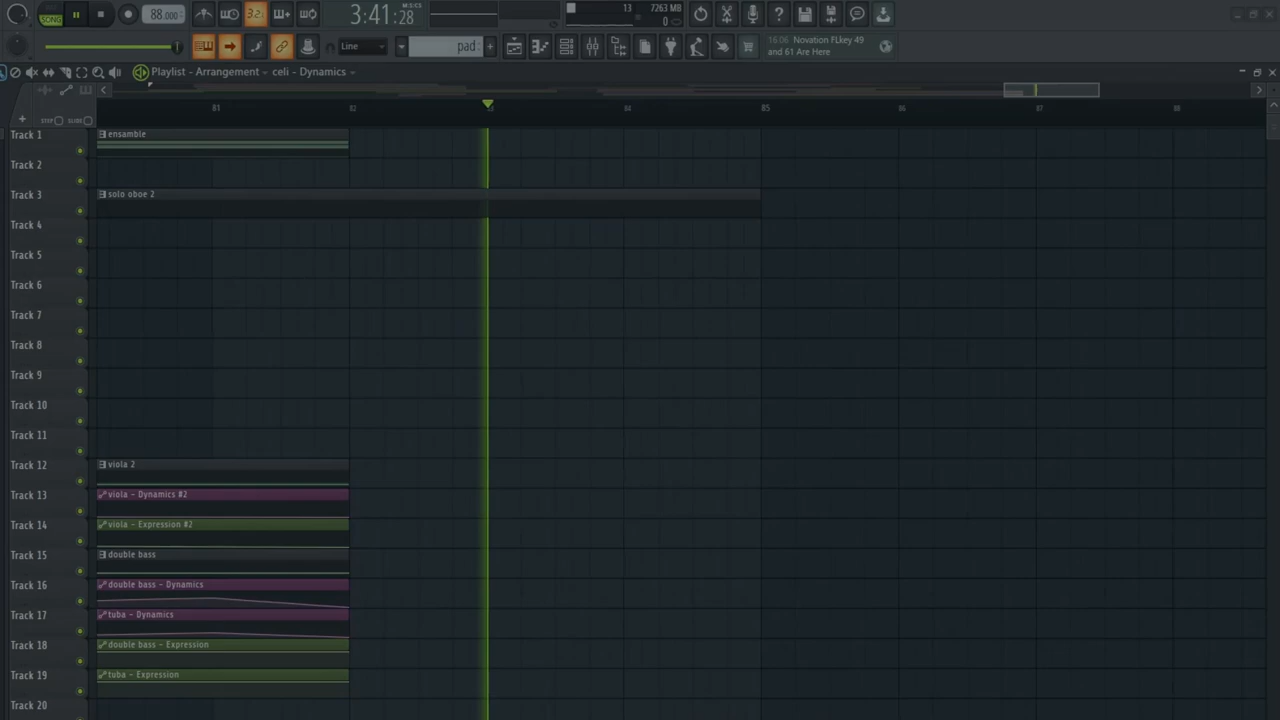 SONG
88.000
3:41:28
M:S:CS
13
7763 MB
0
Line
pad
16:06 Novation FLkey 49
and 61 Are Here
Playlist - Arrangement
celi - Dynamics
81 82 84 85 86 87 88
STEP SLIDE
Track 1
ensamble
Track 2
Track 3
solo oboe 2
Track 4
Track 5
Track 6
Track 7
Track 8
Track 9
Track 10
Track 11
Track 12
viola 2
Track 13
viola - Dynamics #2
Track 14
viola - Expression #2
Track 15
double bass
Track 16
double bass - Dynamics
Track 17
tuba - Dynamics
Track 18
double bass - Expression
Track 19
tuba - Expression
Track 20